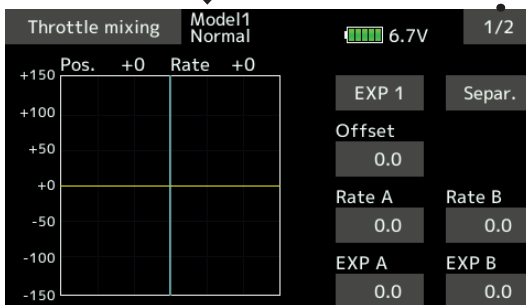 Throttle mixing Model1 6.7V 1/2
Normal
Pos. +0 Rate +0
+150
EXP 1 Separ.
+100
Offset
+50
0.0
+0
Rate A Rate B
-50 0.0 0.0
-100
EXP A EXP B
-150 0.0 0.0